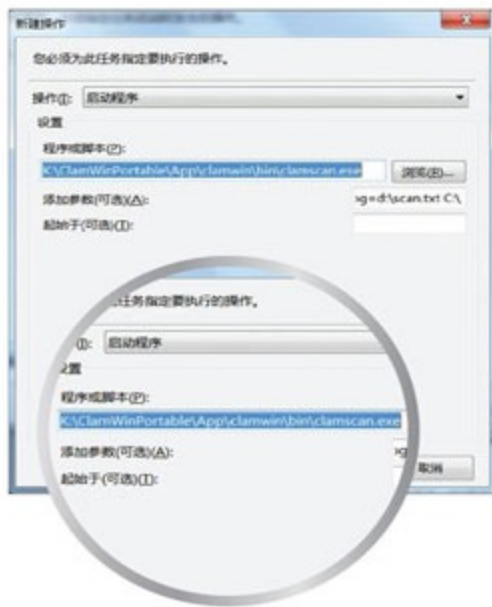 新建操作
您必须为此任务指定要执行的操作。
操作(I): 启动程序
设置
程序或脚本(P):
K:\ClamWinPortable\App\clamwin\bin\clamscan.exe 浏览(R)...
添加参数(可选)(A): og=d:\scan.txt C:\
起始于(可选)(T):
任务指定要执行的操作。
(I): 启动程序
设置
程序或脚本(P):
K:\ClamWinPortable\App\clamwin\bin\clamscan.exe
添加参数(可选)(A): og
起始于(可选)(T):
取消